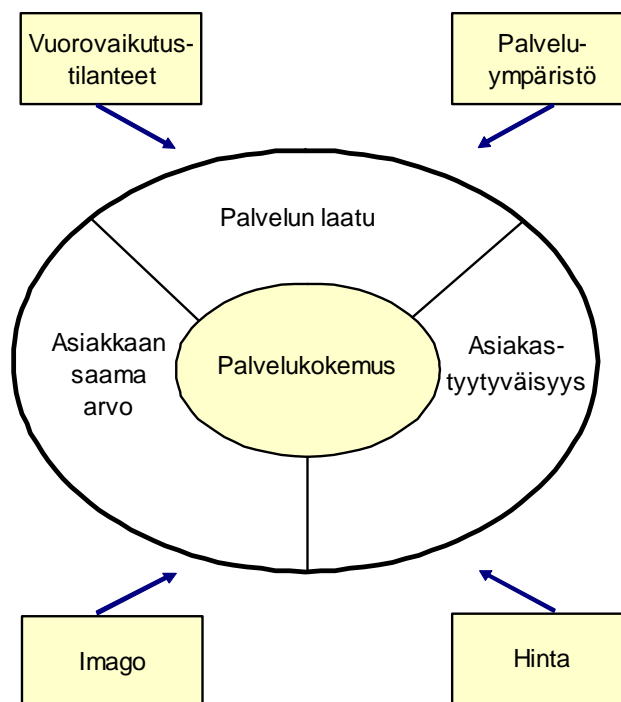 Vuorovaikutus-
tilanteet
Palvelu-
ympäristö
Palvelun laatu
Asiakkaan
saama
arvo
Palvelukokemus
Asiakas-
tyytyväisyys
Imago
Hinta